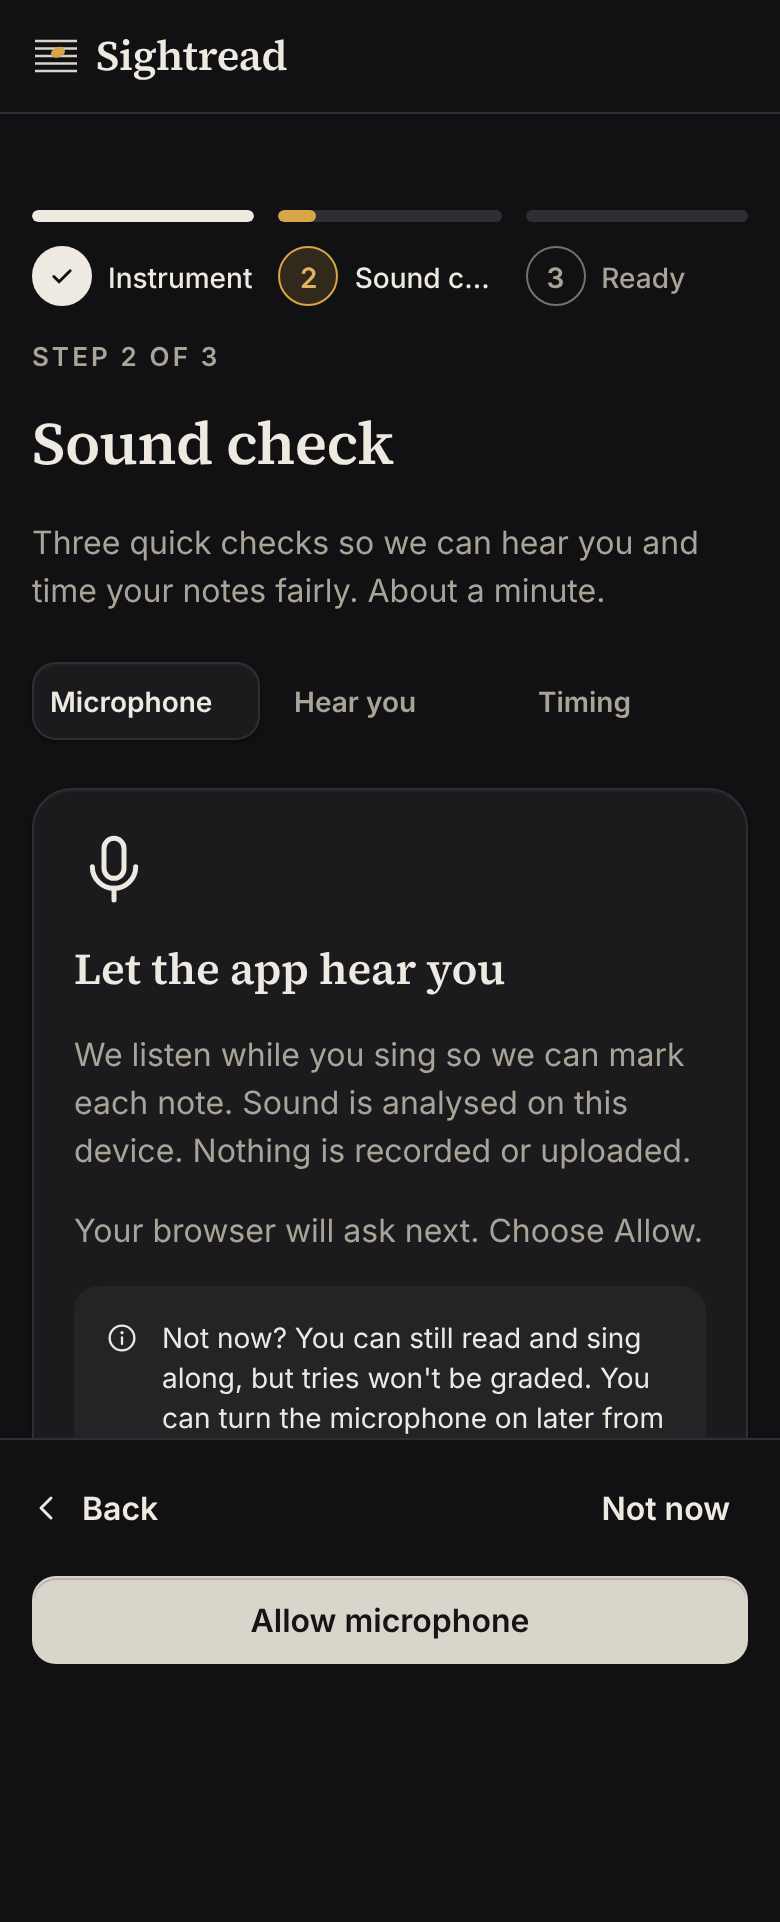 Sightread
Instrument
2 Sound c...
3 Ready
STEP 2 OF 3
Sound check
Three quick checks so we can hear you and
time your notes fairly. About a minute.
Microphone Hear you Timing
Let the app hear you
We listen while you sing so we can mark
each note. Sound is analysed on this
device. Nothing is recorded or uploaded.
Your browser will ask next. Choose Allow.
Not now? You can still read and sing
along, but tries won't be graded. You
can turn the microphone on later from
Back Not now
Allow microphone